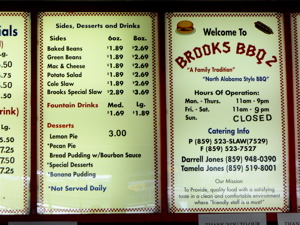 Sides, Desserts and Drinks
Sides 6oz. 8oz.
Baked Beans $1.89 $2.69
Green Beans $1.89 $2.69
Mac & Cheese $1.89 $2.69
Potato Salad $1.89 $2.69
Cole Slaw $1.89 $2.69
Brooks Special Slaw $2.89 $3.69
Fountain Drinks Med. Lg.
$1.69 $1.89
Desserts
Lemon Pie 3.00
*Pecan Pie
Bread Pudding w/Bourbon Sauce
*Special Desserts
*Banana Pudding
*Not Served Daily
Welcome To
BROOKS BBQ 2
"A Family Tradition"
"North Alabama Style BBQ"
Hours Of Operation:
Mon. - Thurs. 11am - 9pm
Fri. - Sat. 11am - 9pm
Sun CLOSED
Catering Info
P (859) 523-SLAW(7529)
F (859) 523-7527
Darrell Jones (859) 948-0390
Tamela Jones (859) 519-8001
Our Mission
To Provide, quality food with a satisfying
taste in a clean and comfortable environment
where "friendly staff is a must!"